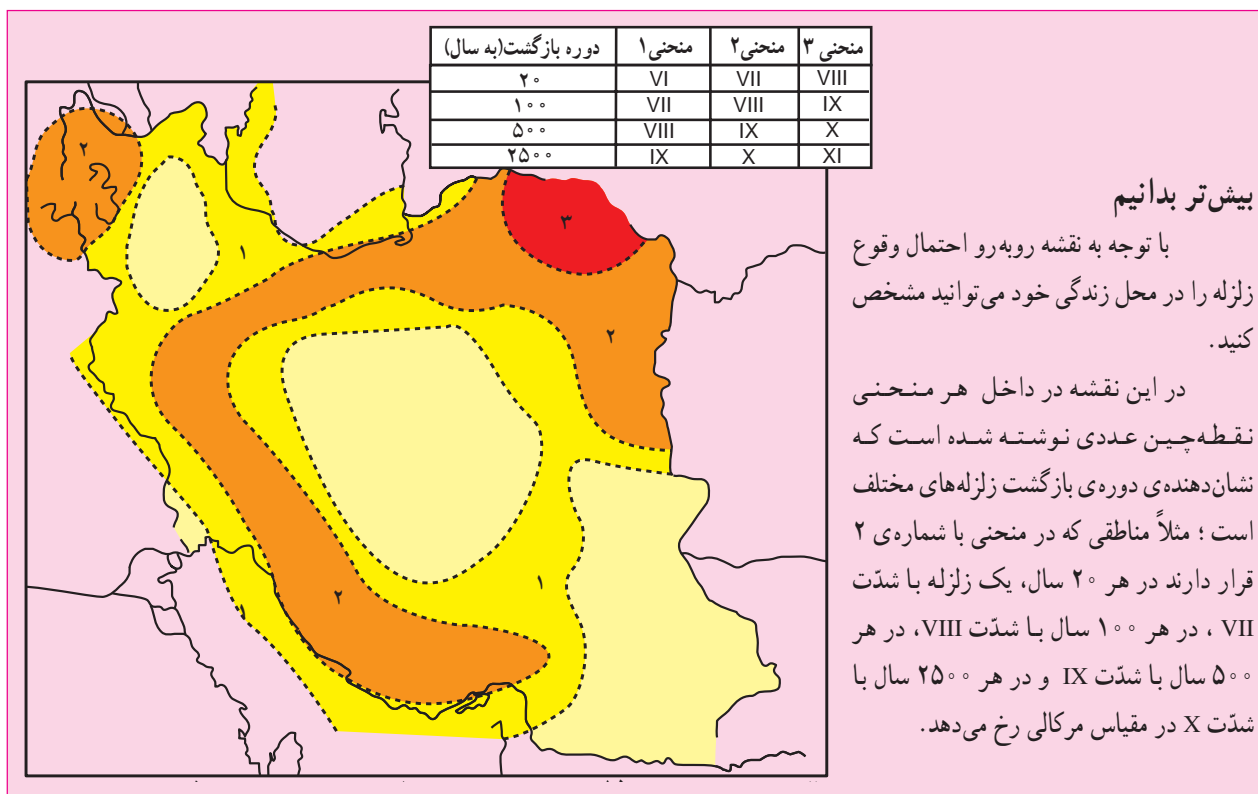 بیش‌تر بدانیم
با توجه به نقشه روبه‌رو احتمال وقوع
زلزله را در محل زندگی خود می‌توانید مشخص
کنید.
در این نقشه در داخل هر منحنی
نقطه‌چین عددی نوشته شده است که
نشان‌دهنده‌ی دوره‌ی بازگشت زلزله‌های مختلف
است؛ مثلاً مناطقی که در منحنی با شماره‌ی ۲
قرار دارند در هر ۲۰ سال، یک زلزله با شدّت
VII ، در هر ۱۰۰ سال با شدّت VIII، در هر
۵۰۰ سال با شدّت IX و در هر ۲۵۰۰ سال با
شدّت X در مقیاس مرکالی رخ می‌دهد.
دوره بازگشت(به سال) منحنی۱ منحنی۲ منحنی ۳
۲۰ VI VII VIII
۱۰۰ VII VIII IX
۵۰۰ VIII IX X
۲۵۰۰ IX X XI
۲
۱
۳
۲
۱
۲
۱